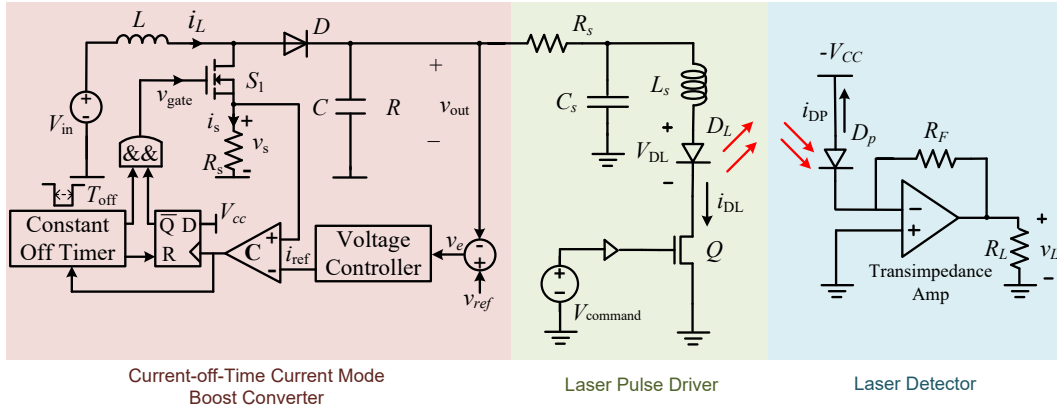 L
i_L
D
S_1
v_gate
V_in
C
R
+
v_out
−
i_s
+
v_s
R_s
-
&&
T_off
Constant
Off Timer
Q̅ D
R
V_cc
C
+
-
i_ref
Voltage
Controller
v_e
-
+
v_ref
R_s
C_s
L_s
+
D_L
V_DL
-
i_DL
Q
V_command
-V_CC
i_DP
D_p
R_F
−
+
Transimpedance
Amp
R_L
+
v_L
-
Current-off-Time Current Mode
Boost Converter
Laser Pulse Driver
Laser Detector